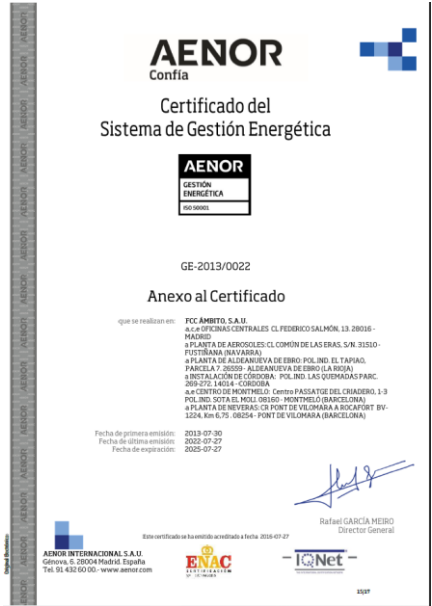 AENOR
Confía
Certificado del
Sistema de Gestión Energética
AENOR
GESTIÓN
ENERGÉTICA
ISO 50001
GE-2013/0022
Anexo al Certificado
que se realizan en: FCC ÁMBITO, S.A.U.
a,c,e OFICINAS CENTRALES CL FEDERICO SALMÓN, 13. 28016 -
MADRID
a PLANTA DE AEROSOLES: CL COMÚN DE LAS ERAS, S/N. 31510 -
FUSTIÑANA (NAVARRA)
a PLANTA DE ALDEANUEVA DE EBRO: POL.IND. EL TAPIAO,
PARCELA 7. 26559 - ALDEANUEVA DE EBRO (LA RIOJA)
a INSTALACIÓN DE CÓRDOBA: POL.IND. LAS QUEMADAS PARC.
269-272. 14014 - CORDOBA
a,e CENTRO DE MONTMELO: Centro PASSATGE DEL CRIADERO, 1-3
POL.IND. SOTA EL MOLI. 08160 - MONTMELÓ (BARCELONA)
a PLANTA DE NEVERAS: CR PONT DE VILOMARA A ROCAFORT BV-
1224, Km 6,75 . 08254 - PONT DE VILOMARA (BARCELONA)
Fecha de primera emisión: 2013-07-30
Fecha de última emisión: 2022-07-27
Fecha de expiración: 2025-07-27
Rafael GARCÍA MEIRO
Director General
Original Electrónico
Este certificado se ha emitido acreditado a fecha 2016-07-27
AENOR INTERNACIONAL S.A.U.
Génova, 6. 28004 Madrid. España
Tel. 91 432 60 00.- www.aenor.com
ENAC
CERTIFICACIÓN
IQNet
15/27